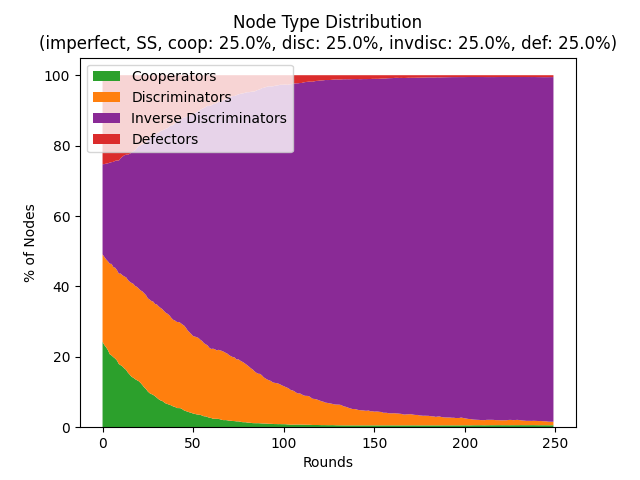 Node Type Distribution
(imperfect, SS, coop: 25.0%, disc: 25.0%, invdisc: 25.0%, def: 25.0%)
Cooperators
Discriminators
Inverse Discriminators
Defectors
100
80
60
40
20
0
% of Nodes
0 50 100 150 200 250
Rounds